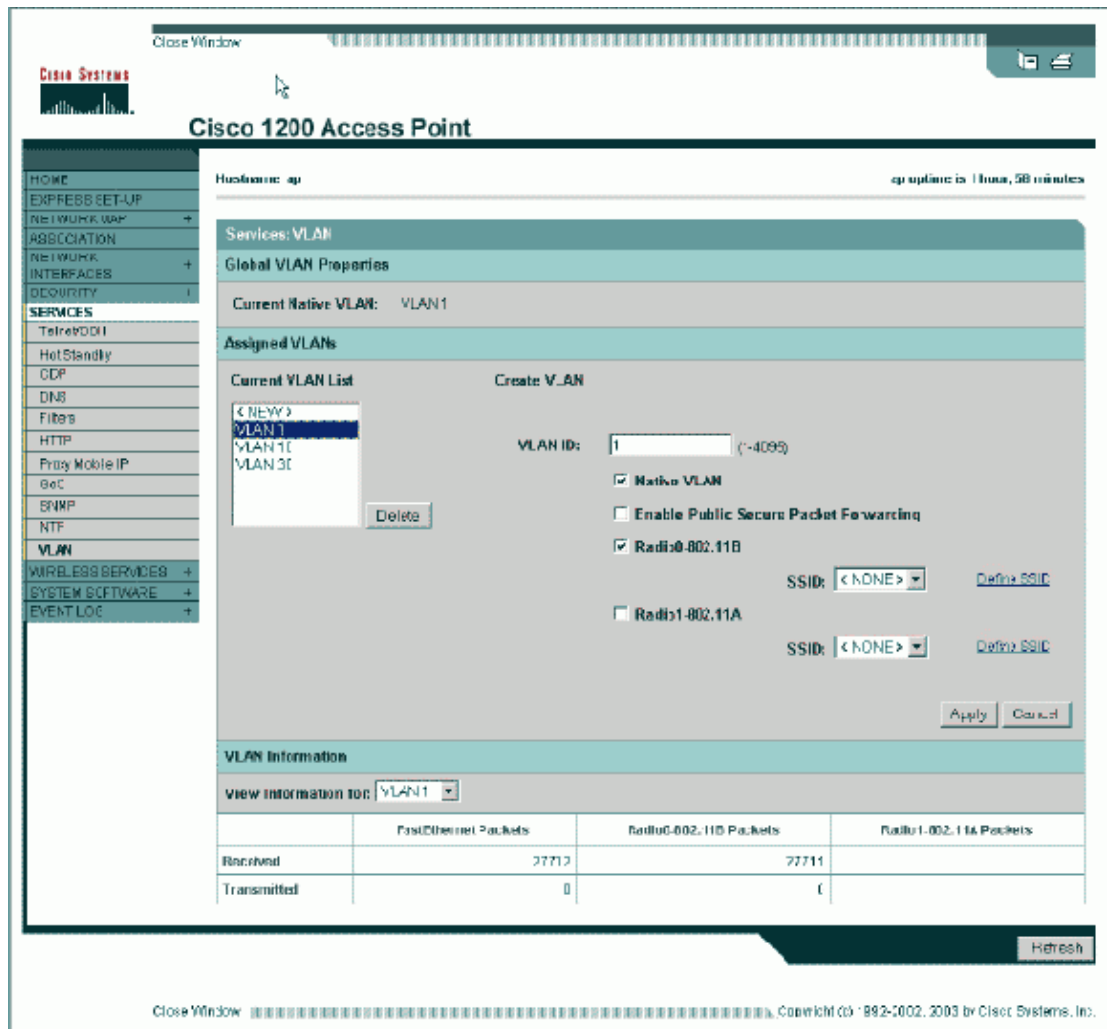 Close Window
CISCO SYSTEMS
Cisco 1200 Access Point
HOME
EXPRESS SET-UP
NETWORK MAP +
ASSOCIATION
NETWORK
INTERFACES +
SECURITY
SERVICES
Telnet/SSH
Hot Standby
CDP
DNS
Filters
HTTP
Proxy Mobile IP
QoS
SNMP
NTP
VLAN
WIRELESS SERVICES +
SYSTEM SOFTWARE +
EVENT LOG +
Hostname ap
ap uptime is 1 hour, 58 minutes
Services: VLAN
Global VLAN Properties
Current Native VLAN: VLAN 1
Assigned VLANs
Current VLAN List
Create VLAN
< NEW >
VLAN 1
VLAN 10
VLAN 30
Delete
VLAN ID: 1 (1-4095)
Native VLAN
Enable Public Secure Packet Forwarding
Radio0-802.11B
SSID: < NONE > Define SSID
Radio1-802.11A
SSID: < NONE > Define SSID
Apply Cancel
VLAN Information
View Information for: VLAN 1
FastEthernet Packets Radio0-802.11B Packets Radio1-802.11A Packets
Received 27712 27711
Transmitted 0 0
Refresh
Close Window Copyright (c) 1992-2002, 2003 by Cisco Systems, Inc.